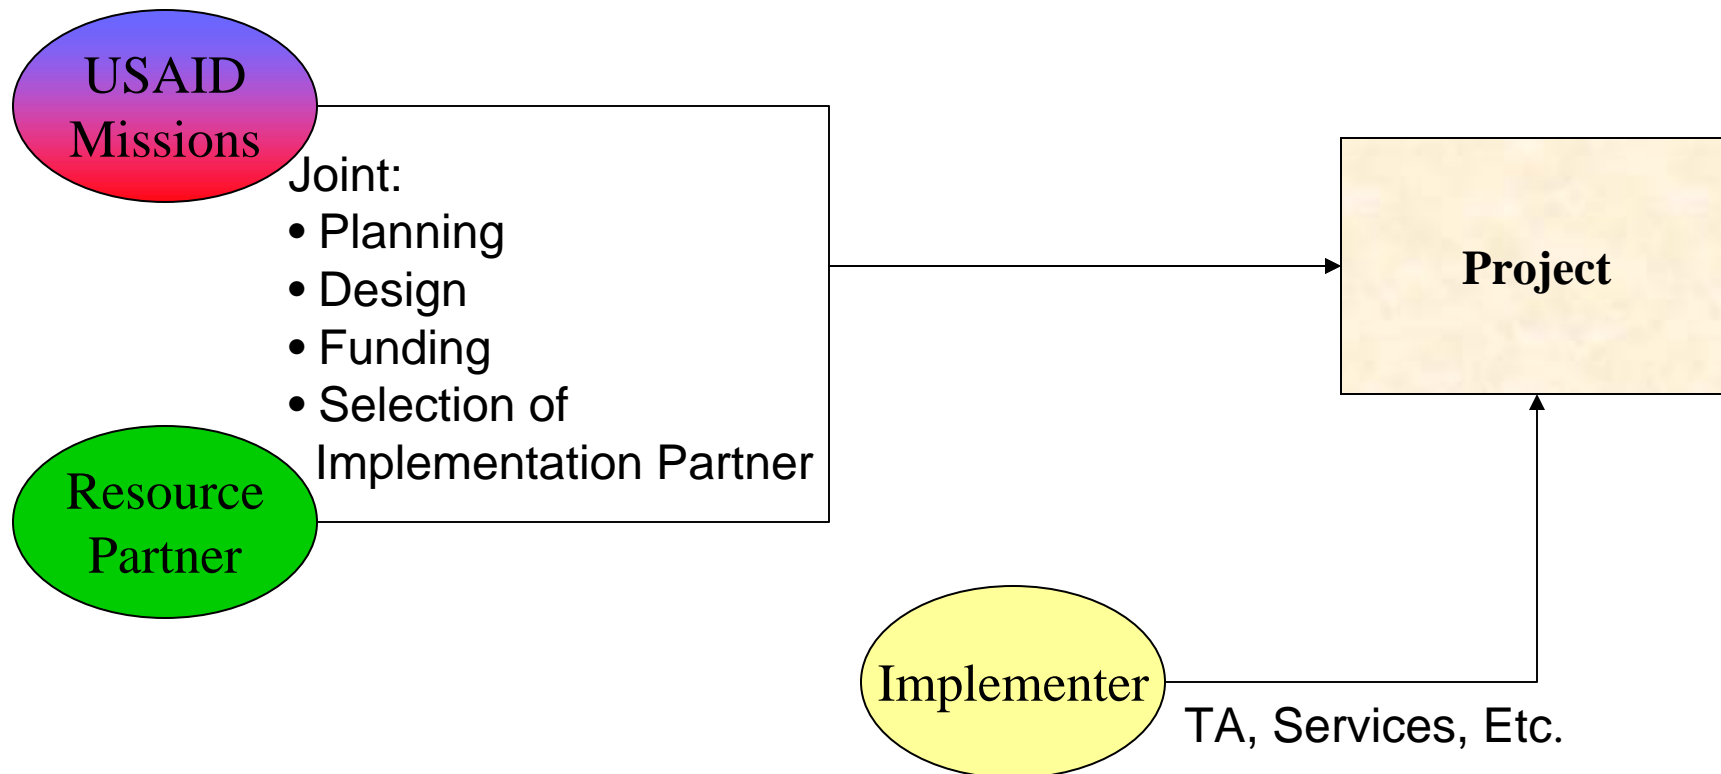 USAID
Missions
Joint:
• Planning
• Design
• Funding
• Selection of
Implementation Partner
Resource
Partner
Project
Implementer
TA, Services, Etc.